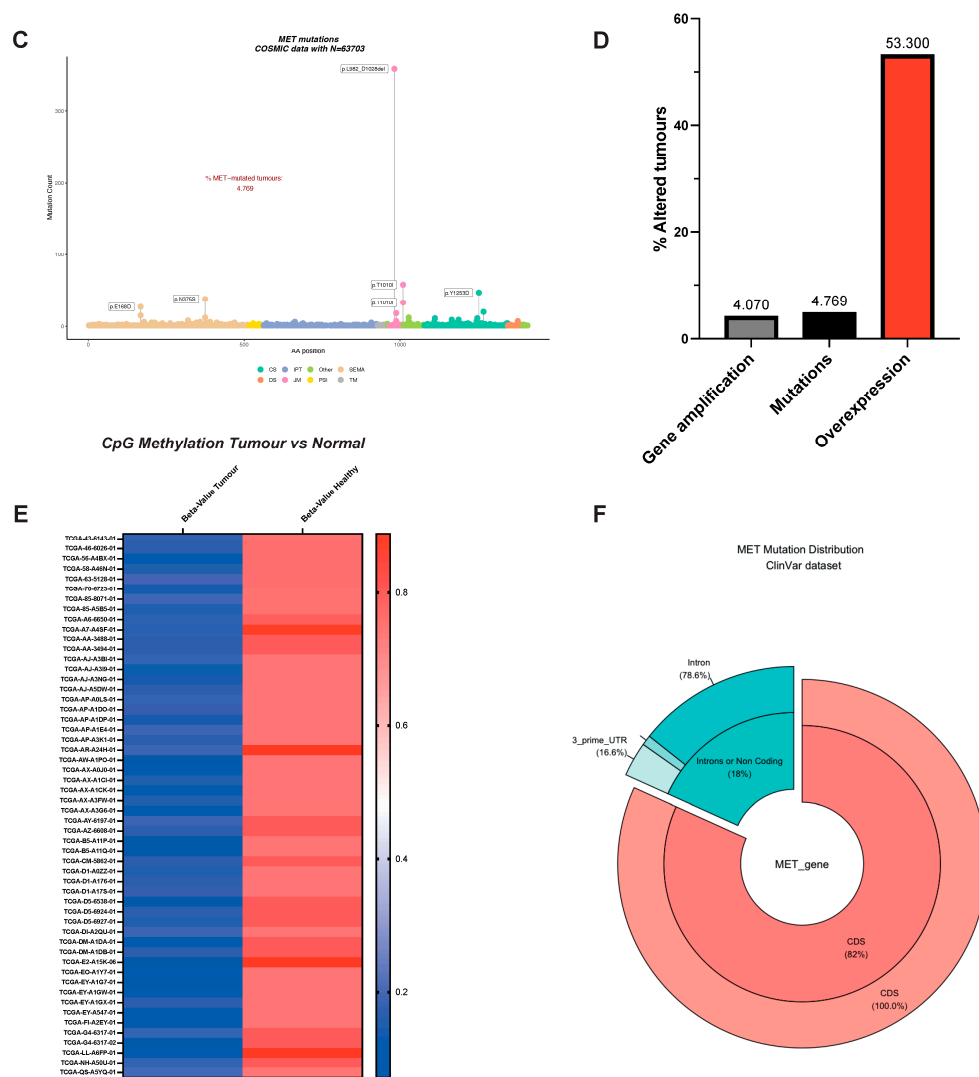 C
MET mutations
COSMIC data with N=63703
p.L982_D1028del
Mutation Count
300
200
100
0
% MET-mutated tumours:
4.769
p.T1010I
p.Y1253D
p.N375S
p.E168D
0
500
1000
AA position
CS
IPT
Other
SEMA
DS
JM
PSI
TM
D
% Altered tumours
60
40
20
0
4.070
4.769
53.300
Gene amplification
Mutations
Overexpression
CpG Methylation Tumour vs Normal
E
Beta-Value Tumour
Beta-Value Healthy
TCGA-43-6143-01
TCGA-46-6026-01
TCGA-56-A4BX-01
TCGA-58-A46N-01
TCGA-63-5128-01
TCGA-70-6723-01
TCGA-85-8071-01
TCGA-85-A5B5-01
TCGA-A6-6650-01
TCGA-A7-A4SF-01
TCGA-AA-3488-01
TCGA-AA-3494-01
TCGA-AJ-A3BI-01
TCGA-AJ-A3I9-01
TCGA-AJ-A3NG-01
TCGA-AJ-A5DW-01
TCGA-AP-A0LS-01
TCGA-AP-A1DO-01
TCGA-AP-A1DP-01
TCGA-AP-A1E4-01
TCGA-AP-A3K1-01
TCGA-AR-A24H-01
TCGA-AW-A1PO-01
TCGA-AX-A0J0-01
TCGA-AX-A1CI-01
TCGA-AX-A1CK-01
TCGA-AX-A3FW-01
TCGA-AX-A3G6-01
TCGA-AY-6197-01
TCGA-AZ-6608-01
TCGA-B5-A11P-01
TCGA-B5-A11Q-01
TCGA-CM-5862-01
TCGA-D1-A0ZZ-01
TCGA-D1-A176-01
TCGA-D1-A17S-01
TCGA-D5-6538-01
TCGA-D5-6924-01
TCGA-D5-6927-01
TCGA-DI-A2QU-01
TCGA-DM-A1DA-01
TCGA-DM-A1DB-01
TCGA-E2-A15K-06
TCGA-EO-A1Y7-01
TCGA-EY-A1G7-01
TCGA-EY-A1GW-01
TCGA-EY-A1GX-01
TCGA-EY-A547-01
TCGA-FI-A2EY-01
TCGA-G4-6317-01
TCGA-G4-6317-02
TCGA-LL-A6FP-01
TCGA-NH-A50U-01
TCGA-QS-A5YQ-01
0.8
0.6
0.4
0.2
F
MET Mutation Distribution
ClinVar dataset
Intron
(78.6%)
3_prime_UTR
(16.6%)
Introns or Non Coding
(18%)
MET_gene
CDS
(82%)
CDS
(100.0%)